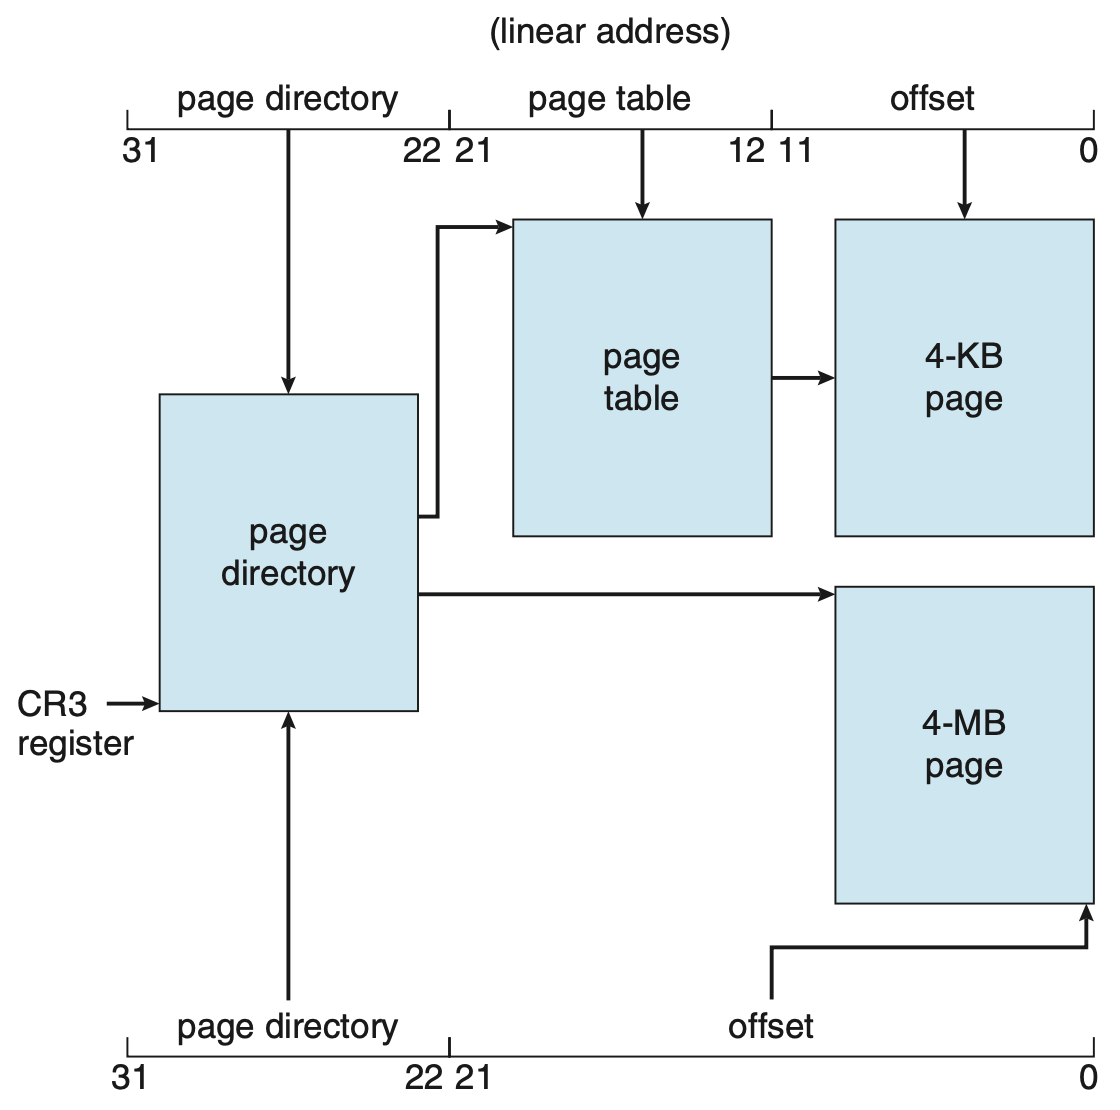 (linear address)
page directory page table offset
31 22 21 12 11 0
page
table
4-KB
page
page
directory
CR3
register
4-MB
page
page directory offset
31 22 21 0